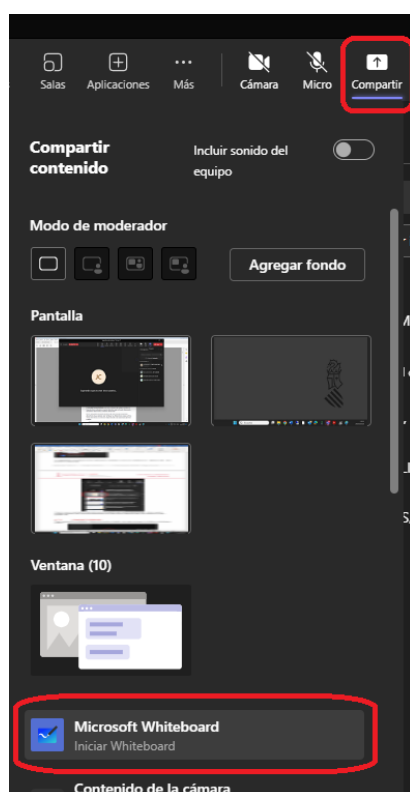 Salas Aplicaciones Más Cámara Micro Compartir
Compartir contenido
Incluir sonido del equipo
Modo de moderador
Agregar fondo
Pantalla
Ventana (10)
Microsoft Whiteboard
Iniciar Whiteboard
Contenido de la cámara